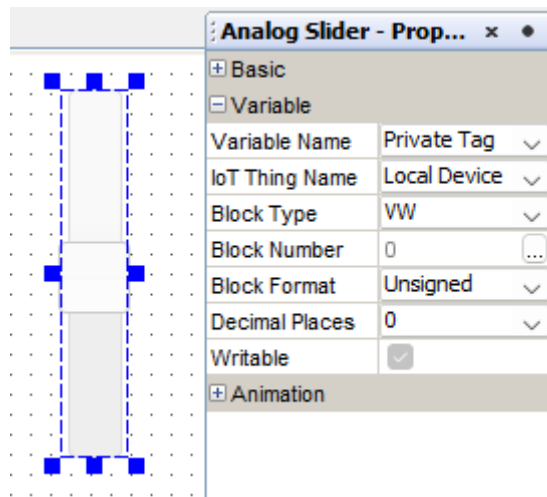 Analog Slider - Prop...
Basic
Variable
Variable Name Private Tag
IoT Thing Name Local Device
Block Type VW
Block Number 0 ...
Block Format Unsigned
Decimal Places 0
Writable
Animation